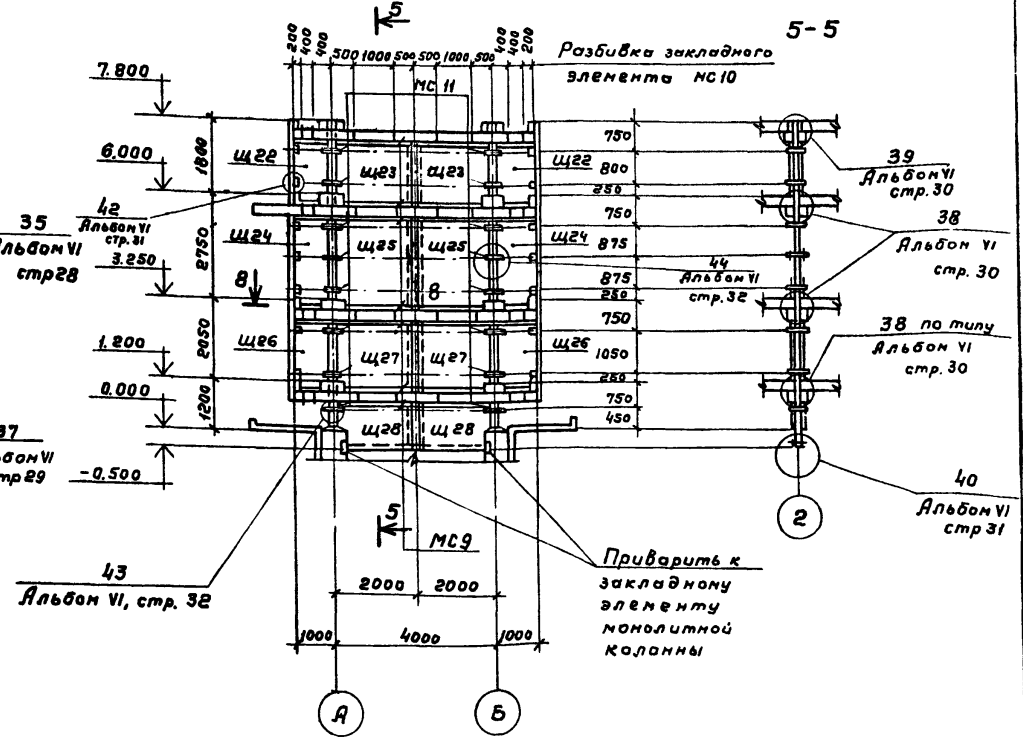 5
5-5
200 400 400 500 1000 500 500 1000 500 400 400 200
Разбивка закладного
элемента МС10
МС 11
7.800
6.000
3.250
1.200
0.000
-0.500
1800
2750
2050
1200
Щ22
Щ23
Щ23
Щ22
Щ24
Щ25
Щ25
Щ24
Щ26
Щ27
Щ27
Щ26
Щ28
Щ28
8
8
750
800
250
750
875
875
250
750
1050
250
750
450
35
Альбом VI
стр 28
42
Альбом VI
стр. 31
44
Альбом VI
стр. 32
39
Альбом VI
стр. 30
38
Альбом VI
стр. 30
38 по типу
Альбом VI
стр. 30
40
Альбом VI
стр 31
2
37
бом VI
тр 29
43
Альбом VI, стр. 32
5
МС9
Приварить к
закладному
элементу
монолитной
колонны
2000 2000
1000 4000 1000
А Б